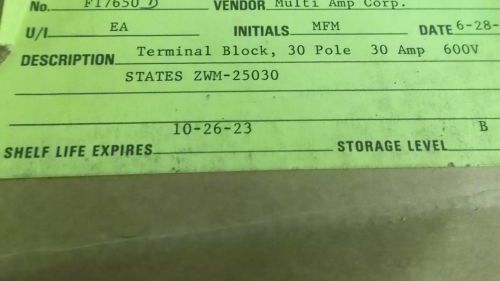 No. F17650 D VENDOR Multi Amp Corp.
U/I EA INITIALS MFM DATE 6-28-
DESCRIPTION Terminal Block, 30 Pole 30 Amp 600V
STATES ZWM-25030
10-26-23 B
SHELF LIFE EXPIRES STORAGE LEVEL